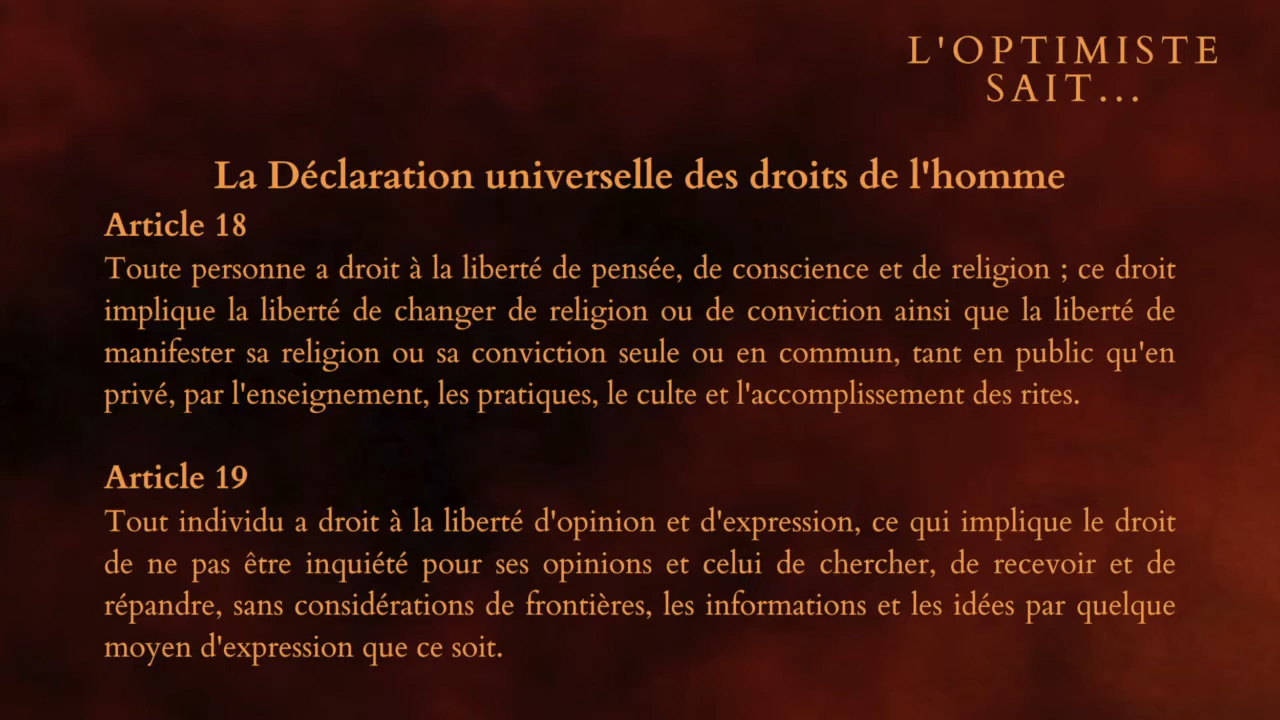 L'OPTIMISTE
SAIT...
La Déclaration universelle des droits de l'homme
Article 18
Toute personne a droit à la liberté de pensée, de conscience et de religion ; ce droit
implique la liberté de changer de religion ou de conviction ainsi que la liberté de
manifester sa religion ou sa conviction seule ou en commun, tant en public qu'en
privé, par l'enseignement, les pratiques, le culte et l'accomplissement des rites.
Article 19
Tout individu a droit à la liberté d'opinion et d'expression, ce qui implique le droit
de ne pas être inquiété pour ses opinions et celui de chercher, de recevoir et de
répandre, sans considérations de frontières, les informations et les idées par quelque
moyen d'expression que ce soit.